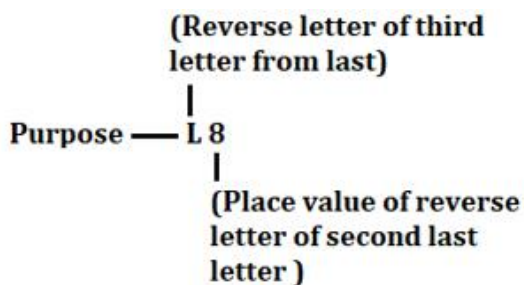 (Reverse letter of third
letter from last)
Purpose — L 8
(Place value of reverse
letter of second last
letter )